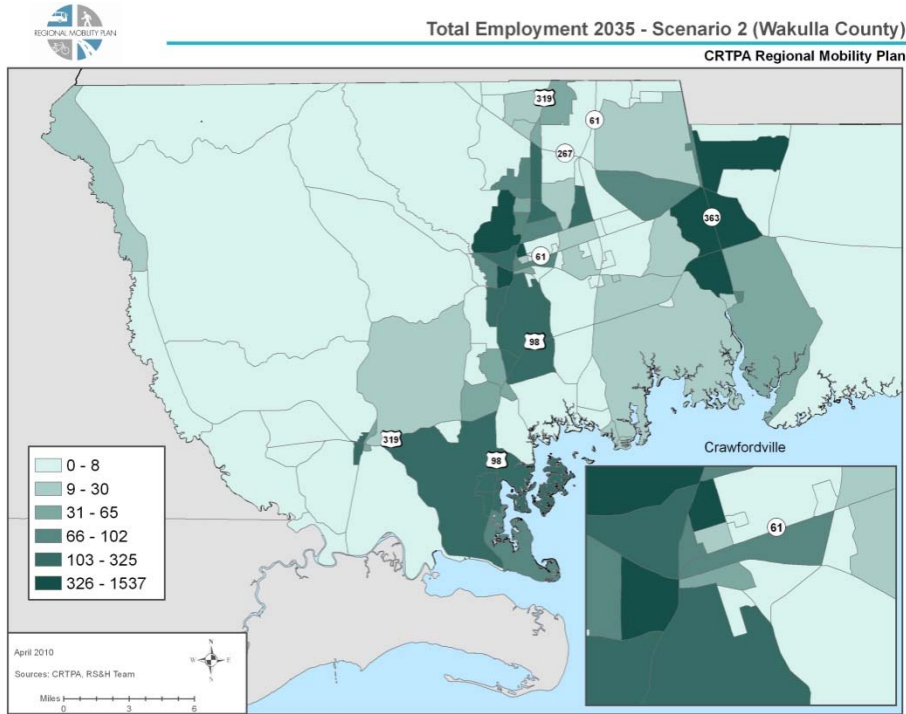 REGIONAL MOBILITY PLAN
Total Employment 2035 - Scenario 2 (Wakulla County)
CRTPA Regional Mobility Plan
319
61
267
363
61
98
319
98
Crawfordville
61
0 - 8
9 - 30
31 - 65
66 - 102
103 - 325
326 - 1537
April 2010
Sources: CRTPA, RS&H Team
N
W
E
S
Miles
0
3
6